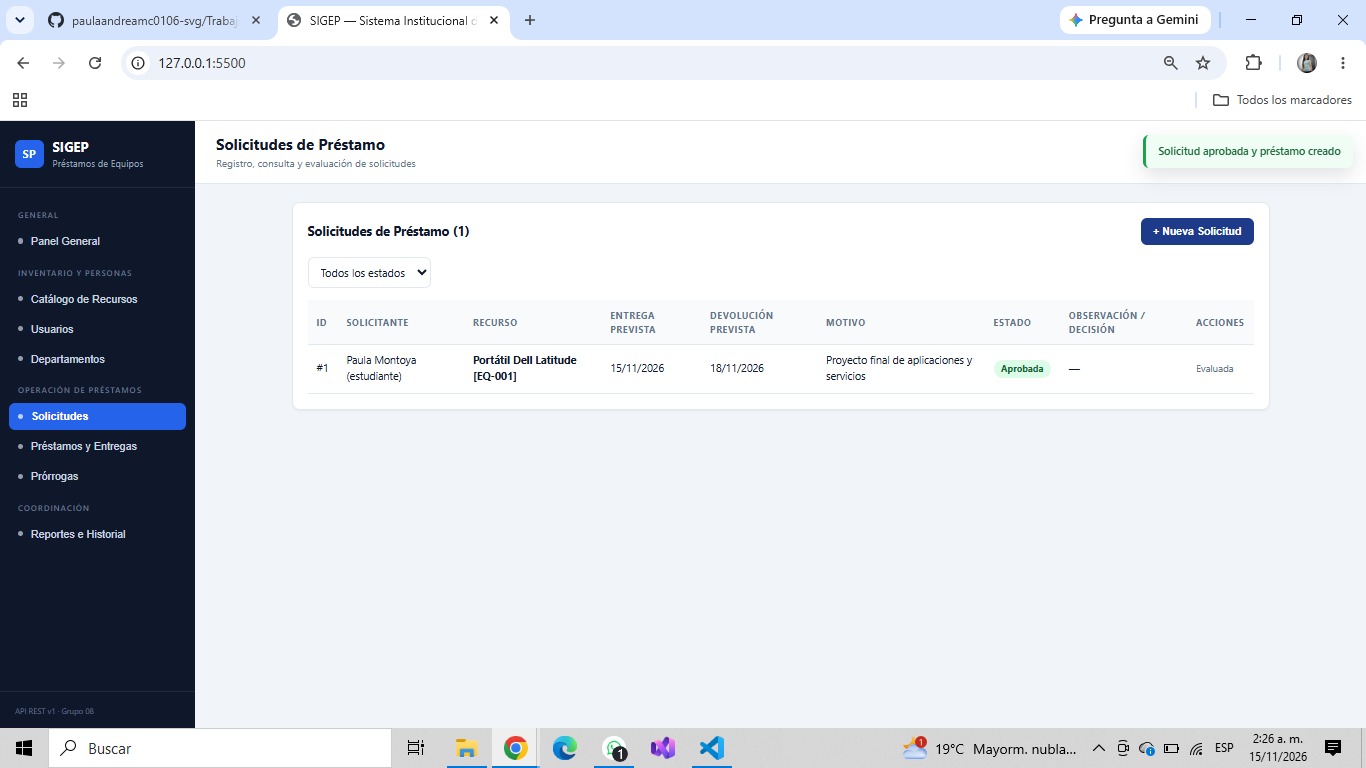 paulaandreamc0106-svg/Trabaj
SIGEP — Sistema Institucional d
Pregunta a Gemini
127.0.0.1:5500
Todos los marcadores
SP
SIGEP
Préstamos de Equipos
GENERAL
Panel General
INVENTARIO Y PERSONAS
Catálogo de Recursos
Usuarios
Departamentos
OPERACIÓN DE PRÉSTAMOS
Solicitudes
Préstamos y Entregas
Prórrogas
COORDINACIÓN
Reportes e Historial
API REST v1 · Grupo 08
Solicitudes de Préstamo
Registro, consulta y evaluación de solicitudes
Solicitud aprobada y préstamo creado
Solicitudes de Préstamo (1)
+ Nueva Solicitud
Todos los estados
ID SOLICITANTE RECURSO ENTREGA PREVISTA DEVOLUCIÓN PREVISTA MOTIVO ESTADO OBSERVACIÓN / DECISIÓN ACCIONES
#1 Paula Montoya (estudiante) Portátil Dell Latitude [EQ-001] 15/11/2026 18/11/2026 Proyecto final de aplicaciones y servicios Aprobada — Evaluada
Buscar
1
1
19°C Mayorm. nubla...
ESP
2:26 a. m.
15/11/2026